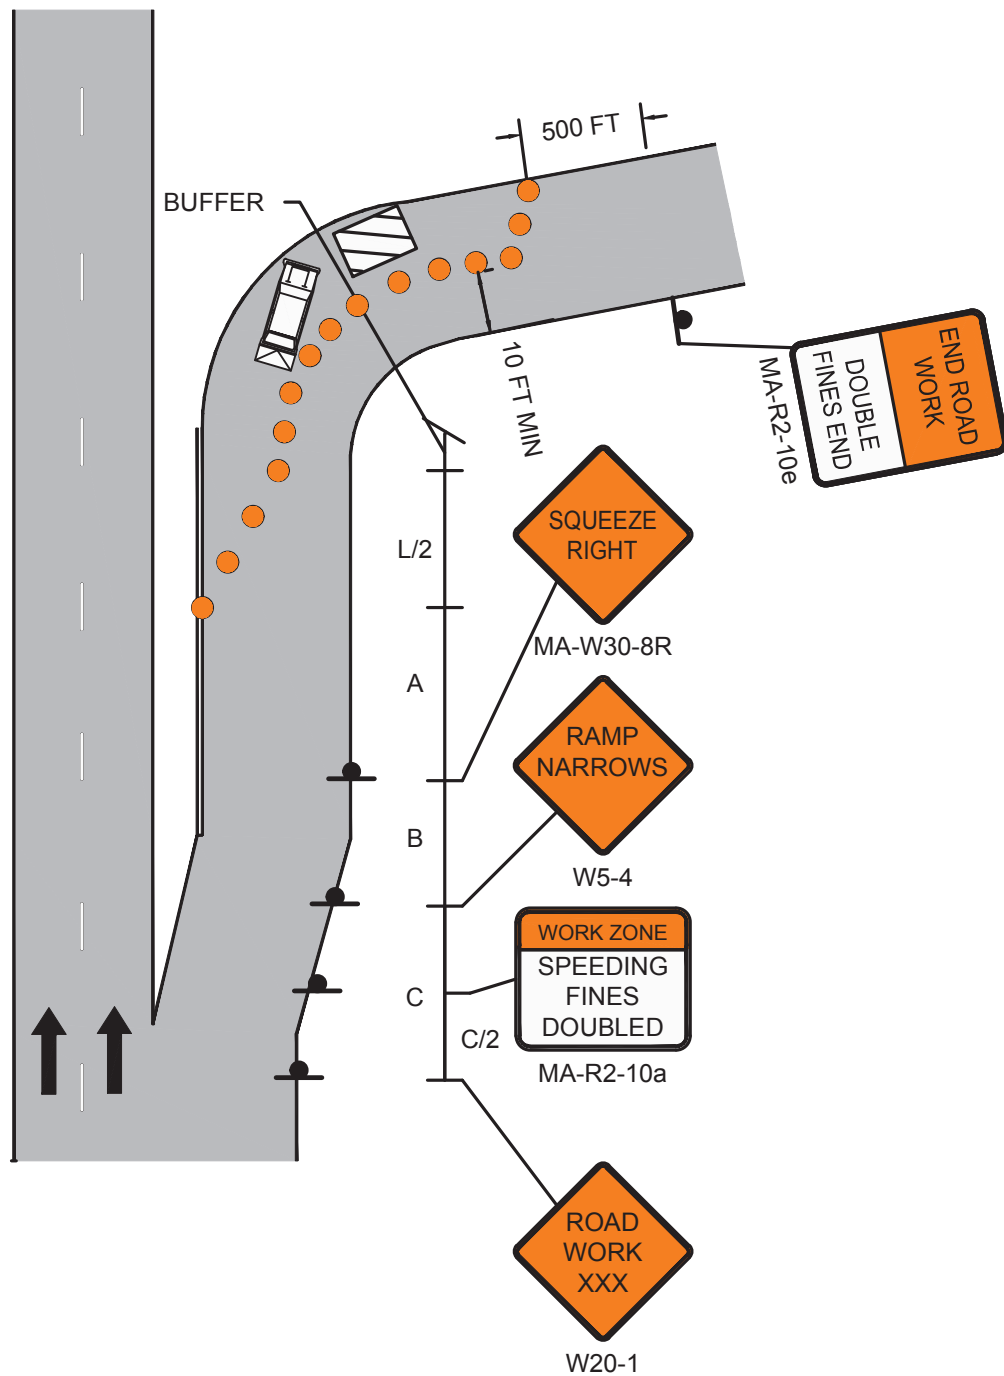 500 FT
BUFFER
10 FT MIN
END ROAD
WORK
DOUBLE
FINES END
MA-R2-10e
L/2
SQUEEZE
RIGHT
MA-W30-8R
A
RAMP
NARROWS
W5-4
B
WORK ZONE
SPEEDING
FINES
DOUBLED
MA-R2-10a
C
C/2
ROAD
WORK
XXX
W20-1